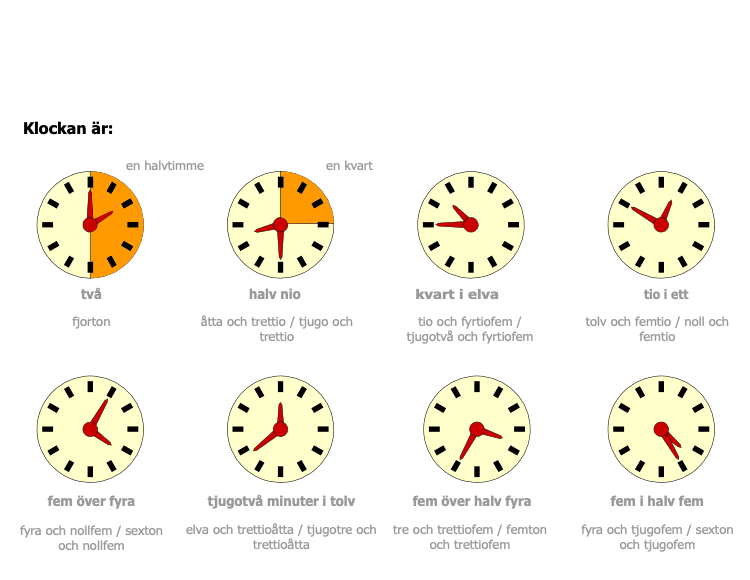 Klockan är:
en halvtimme
en kvart
två
halv nio
kvart i elva
tio i ett
fjorton
åtta och trettio / tjugo och
trettio
tio och fyrtiofem /
tjugotvå och fyrtiofem
tolv och femtio / noll och
femtio
fem över fyra
tjugotvå minuter i tolv
fem över halv fyra
fem i halv fem
fyra och nollfem / sexton
och nollfem
elva och trettioåtta / tjugotre och
trettioåtta
tre och trettiofem / femton
och trettiofem
fyra och tjugofem / sexton
och tjugofem